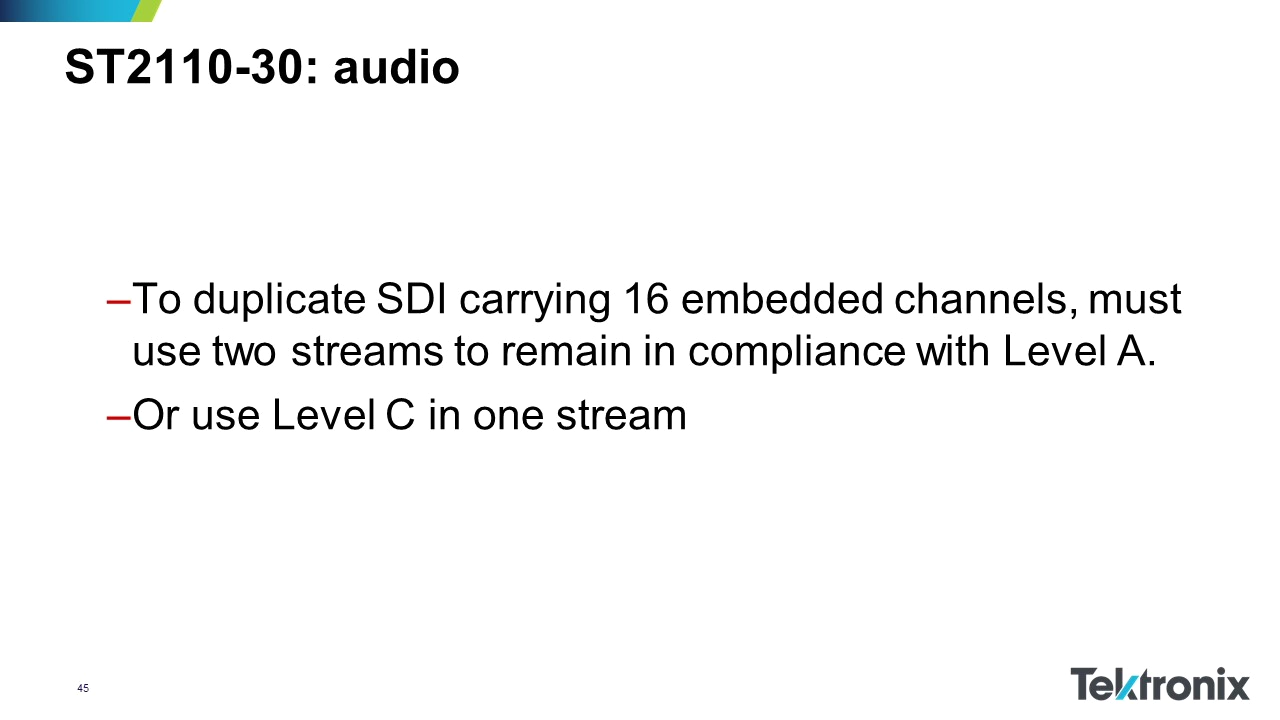 ST2110-30: audio
–To duplicate SDI carrying 16 embedded channels, must
use two streams to remain in compliance with Level A.
–Or use Level C in one stream
45
Tektronix